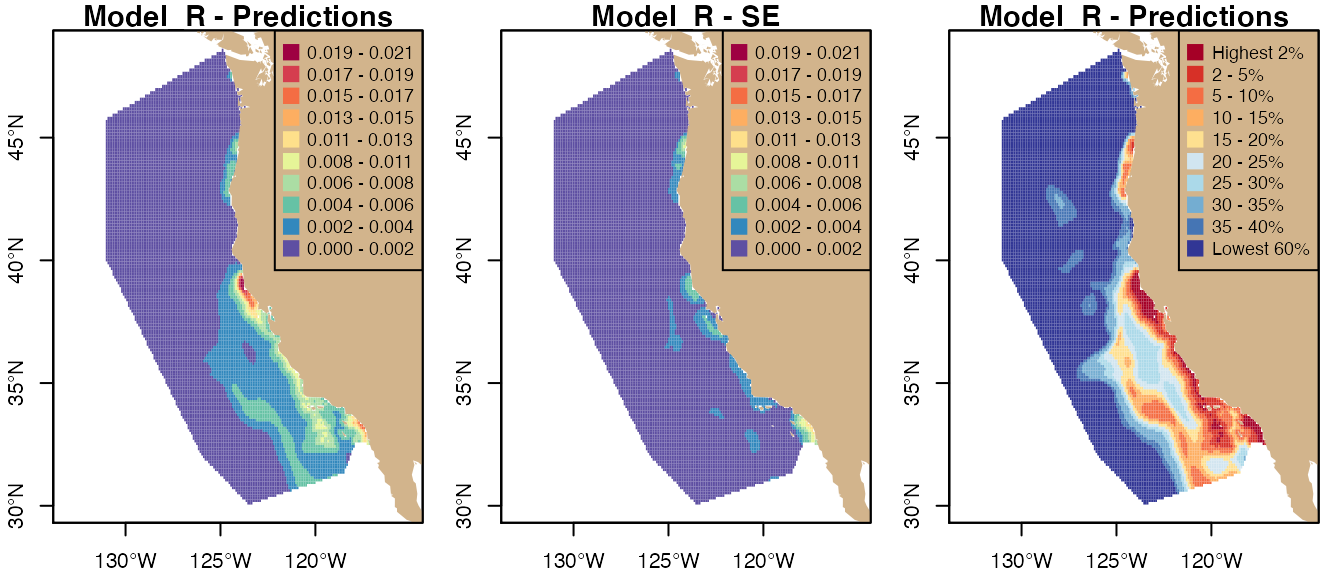 Model R - Predictions
0.019 - 0.021
0.017 - 0.019
0.015 - 0.017
0.013 - 0.015
0.011 - 0.013
0.008 - 0.011
0.006 - 0.008
0.004 - 0.006
0.002 - 0.004
0.000 - 0.002
45°N
40°N
35°N
30°N
130°W 125°W 120°W
Model R - SE
0.019 - 0.021
0.017 - 0.019
0.015 - 0.017
0.013 - 0.015
0.011 - 0.013
0.008 - 0.011
0.006 - 0.008
0.004 - 0.006
0.002 - 0.004
0.000 - 0.002
45°N
40°N
35°N
30°N
130°W 125°W 120°W
Model R - Predictions
Highest 2%
2 - 5%
5 - 10%
10 - 15%
15 - 20%
20 - 25%
25 - 30%
30 - 35%
35 - 40%
Lowest 60%
45°N
40°N
35°N
30°N
130°W 125°W 120°W